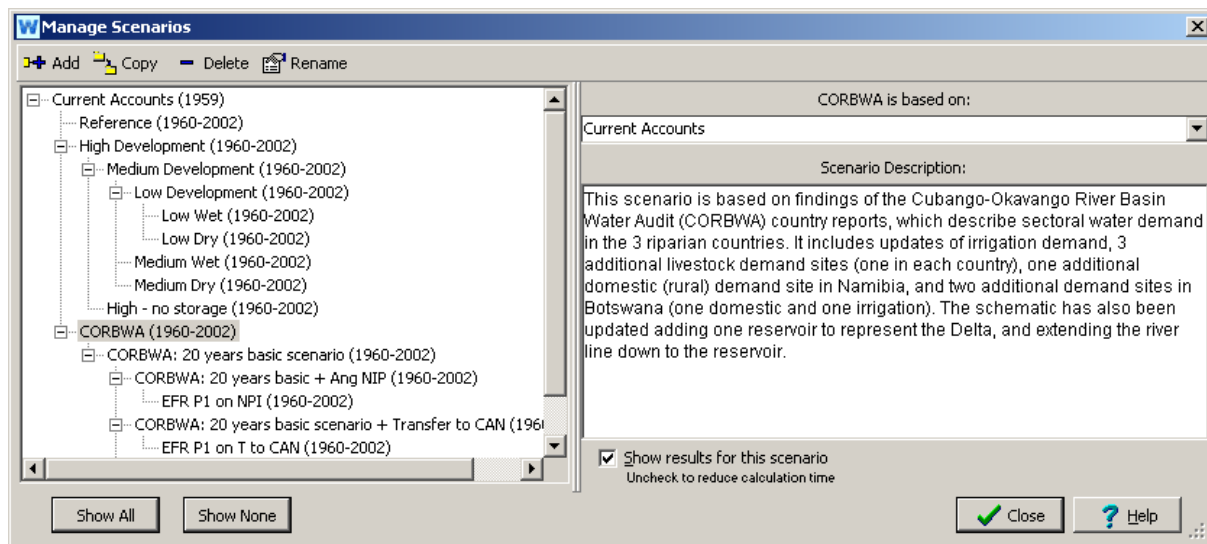 Manage Scenarios
Add Copy Delete Rename
Current Accounts (1959)
Reference (1960-2002)
High Development (1960-2002)
Medium Development (1960-2002)
Low Development (1960-2002)
Low Wet (1960-2002)
Low Dry (1960-2002)
Medium Wet (1960-2002)
Medium Dry (1960-2002)
High - no storage (1960-2002)
CORBWA (1960-2002)
CORBWA: 20 years basic scenario (1960-2002)
CORBWA: 20 years basic + Ang NIP (1960-2002)
EFR P1 on NPI (1960-2002)
CORBWA: 20 years basic scenario + Transfer to CAN (196
EFR P1 on T to CAN (1960-2002)
CORBWA is based on:
Current Accounts
Scenario Description:
This scenario is based on findings of the Cubango-Okavango River Basin
Water Audit (CORBWA) country reports, which describe sectoral water demand
in the 3 riparian countries. It includes updates of irrigation demand, 3
additional livestock demand sites (one in each country), one additional
domestic (rural) demand site in Namibia, and two additional demand sites in
Botswana (one domestic and one irrigation). The schematic has also been
updated adding one reservoir to represent the Delta, and extending the river
line down to the reservoir.
Show results for this scenario
Uncheck to reduce calculation time
Show All Show None Close Help